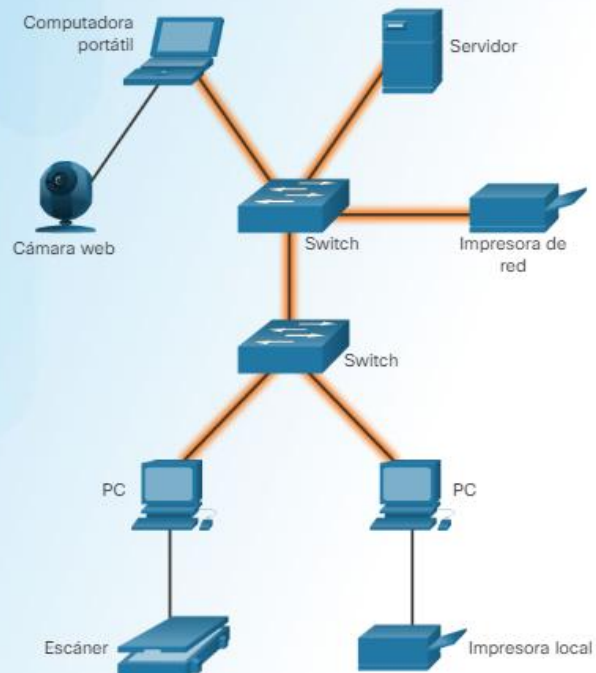 Computadora
portátil
Servidor
Cámara web
Switch
Impresora de
red
Switch
PC
PC
Escáner
Impresora local